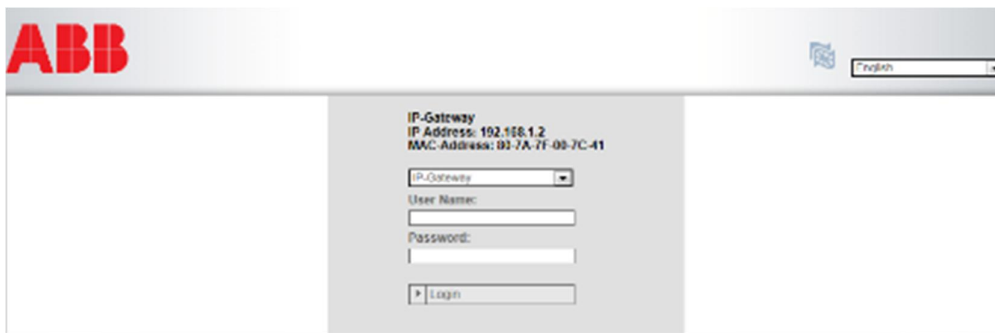 ABB
English
IP-Gateway
IP Address: 192.168.1.2
MAC-Address: 80-7A-7F-00-7C-41
IP-Gateway
User Name:
Password:
Login